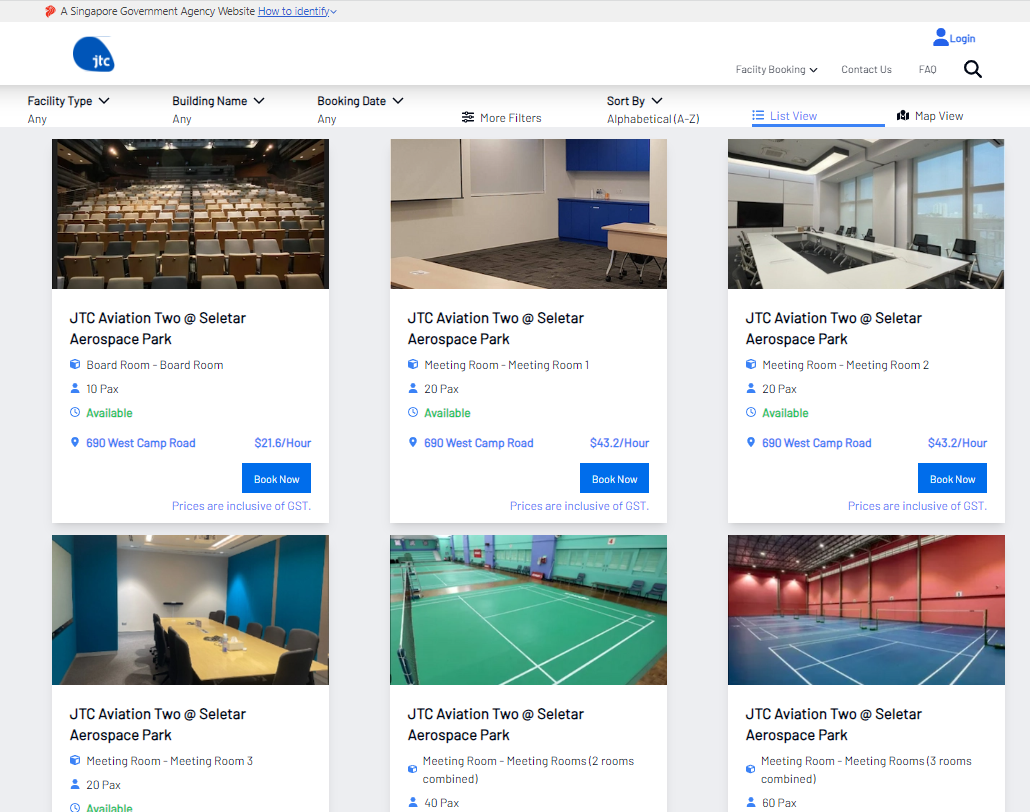 A Singapore Government Agency Website How to identify
jtc
Login
Faciity Booking
Contact Us
FAQ
Facility Type
Any
Building Name
Any
Booking Date
Any
More Filters
Sort By
Alphabetical (A-Z)
List View
Map View
JTC Aviation Two @ Seletar
Aerospace Park
Board Room - Board Room
10 Pax
Available
690 West Camp Road
$21.6/Hour
Book Now
Prices are inclusive of GST.
JTC Aviation Two @ Seletar
Aerospace Park
Meeting Room - Meeting Room 1
20 Pax
Available
690 West Camp Road
$43.2/Hour
Book Now
Prices are inclusive of GST.
JTC Aviation Two @ Seletar
Aerospace Park
Meeting Room - Meeting Room 2
20 Pax
Available
690 West Camp Road
$43.2/Hour
Book Now
Prices are inclusive of GST.
JTC Aviation Two @ Seletar
Aerospace Park
Meeting Room - Meeting Room 3
20 Pax
Available
JTC Aviation Two @ Seletar
Aerospace Park
Meeting Room - Meeting Rooms (2 rooms
combined)
40 Pax
JTC Aviation Two @ Seletar
Aerospace Park
Meeting Room - Meeting Rooms (3 rooms
combined)
60 Pax